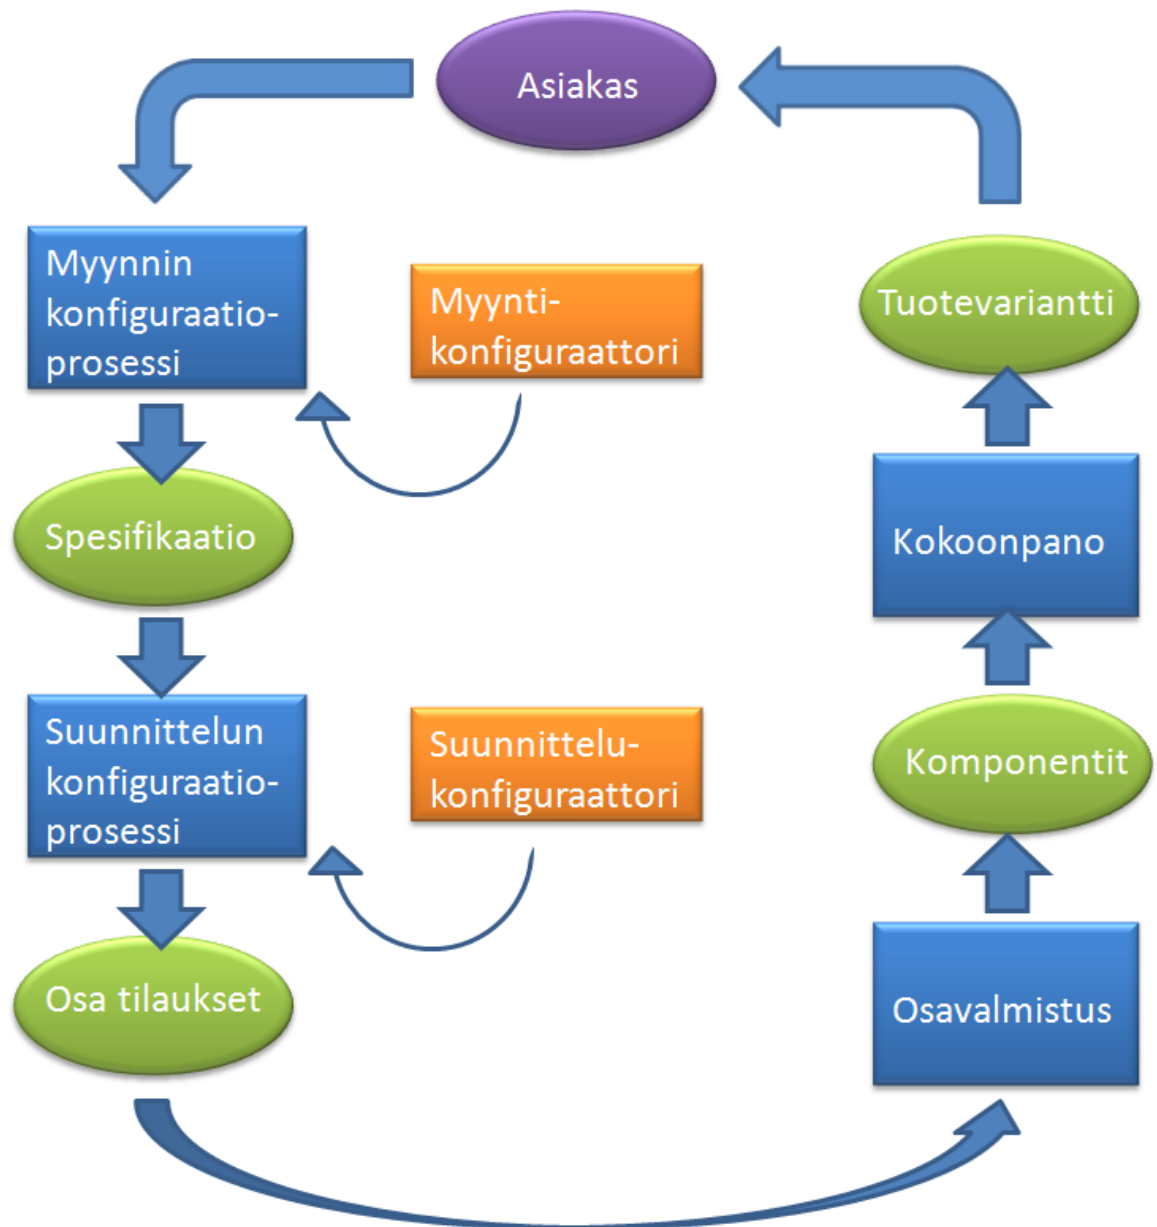 Asiakas
Myynnin
konfiguraatio-
prosessi
Myynti-
konfiguraattori
Tuotevariantti
Spesifikaatio
Kokoonpano
Suunnittelun
konfiguraatio-
prosessi
Suunnittelu-
konfiguraattori
Komponentit
Osa tilaukset
Osavalmistus